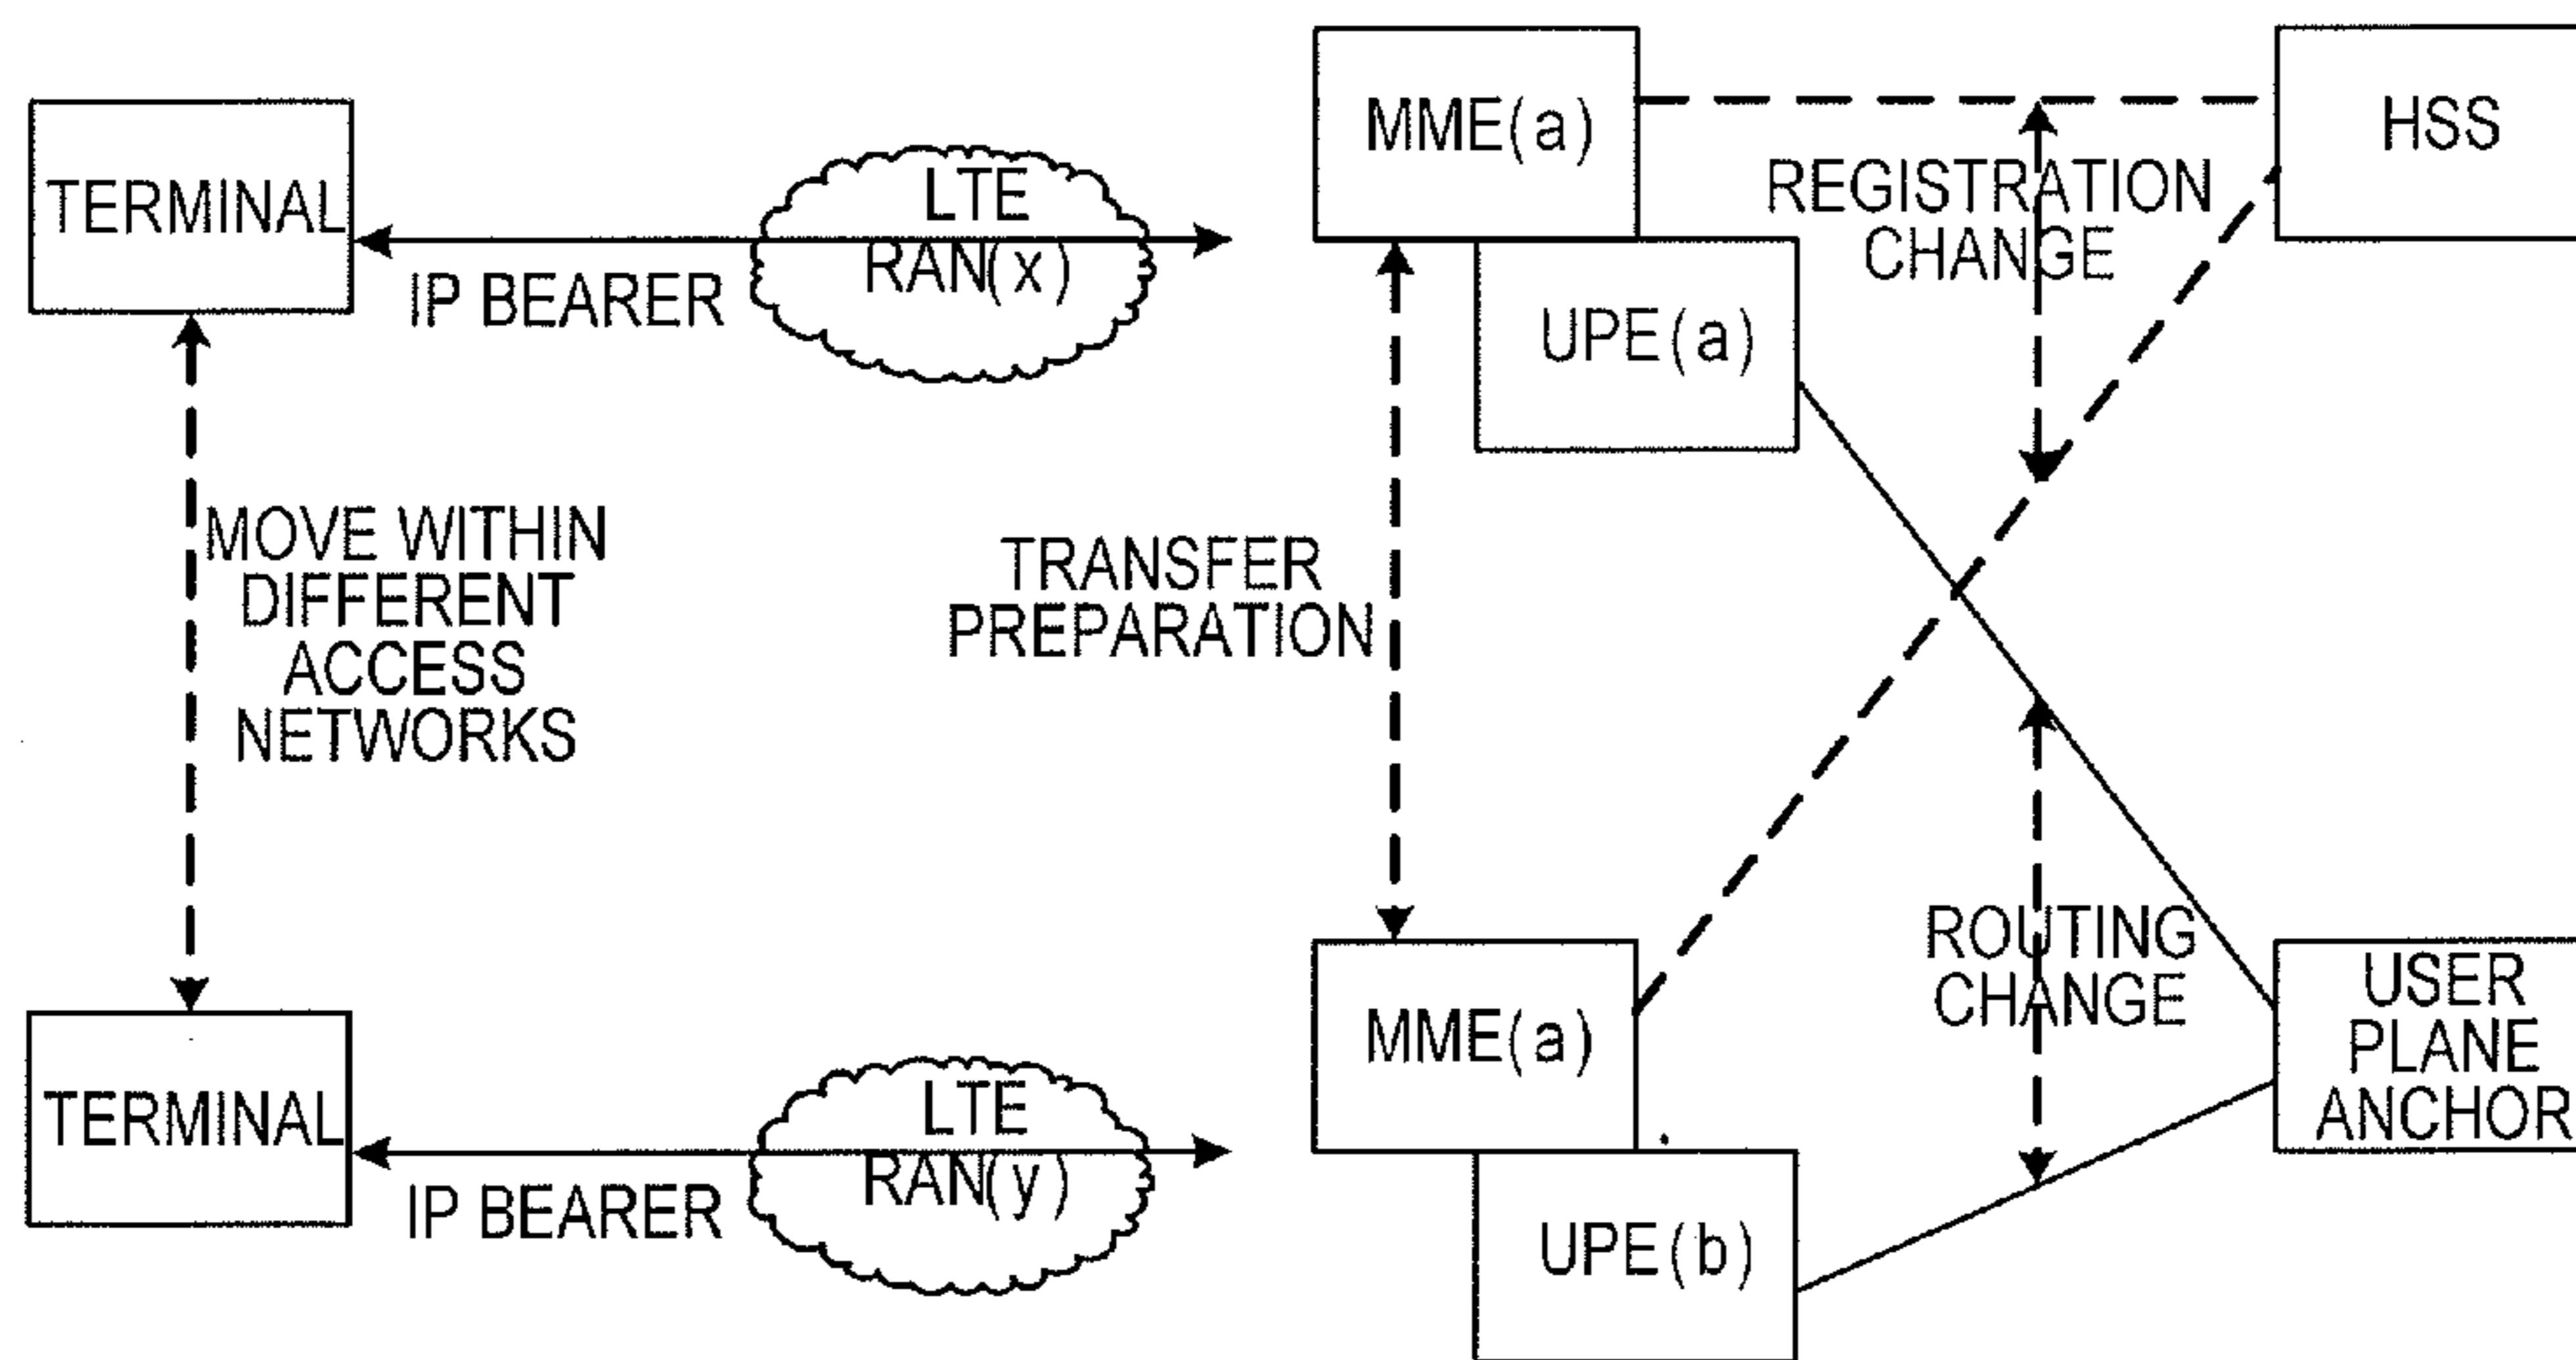 MME(a)
HSS
TERMINAL
LTE
RAN(x)
IP BEARER
REGISTRATION
CHANGE
UPE(a)
MOVE WITHIN
DIFFERENT
ACCESS
NETWORKS
TRANSFER
PREPARATION
ROUTING
CHANGE
MME(a)
USER
PLANE
ANCHOR
TERMINAL
LTE
RAN(y)
IP BEARER
UPE(b)